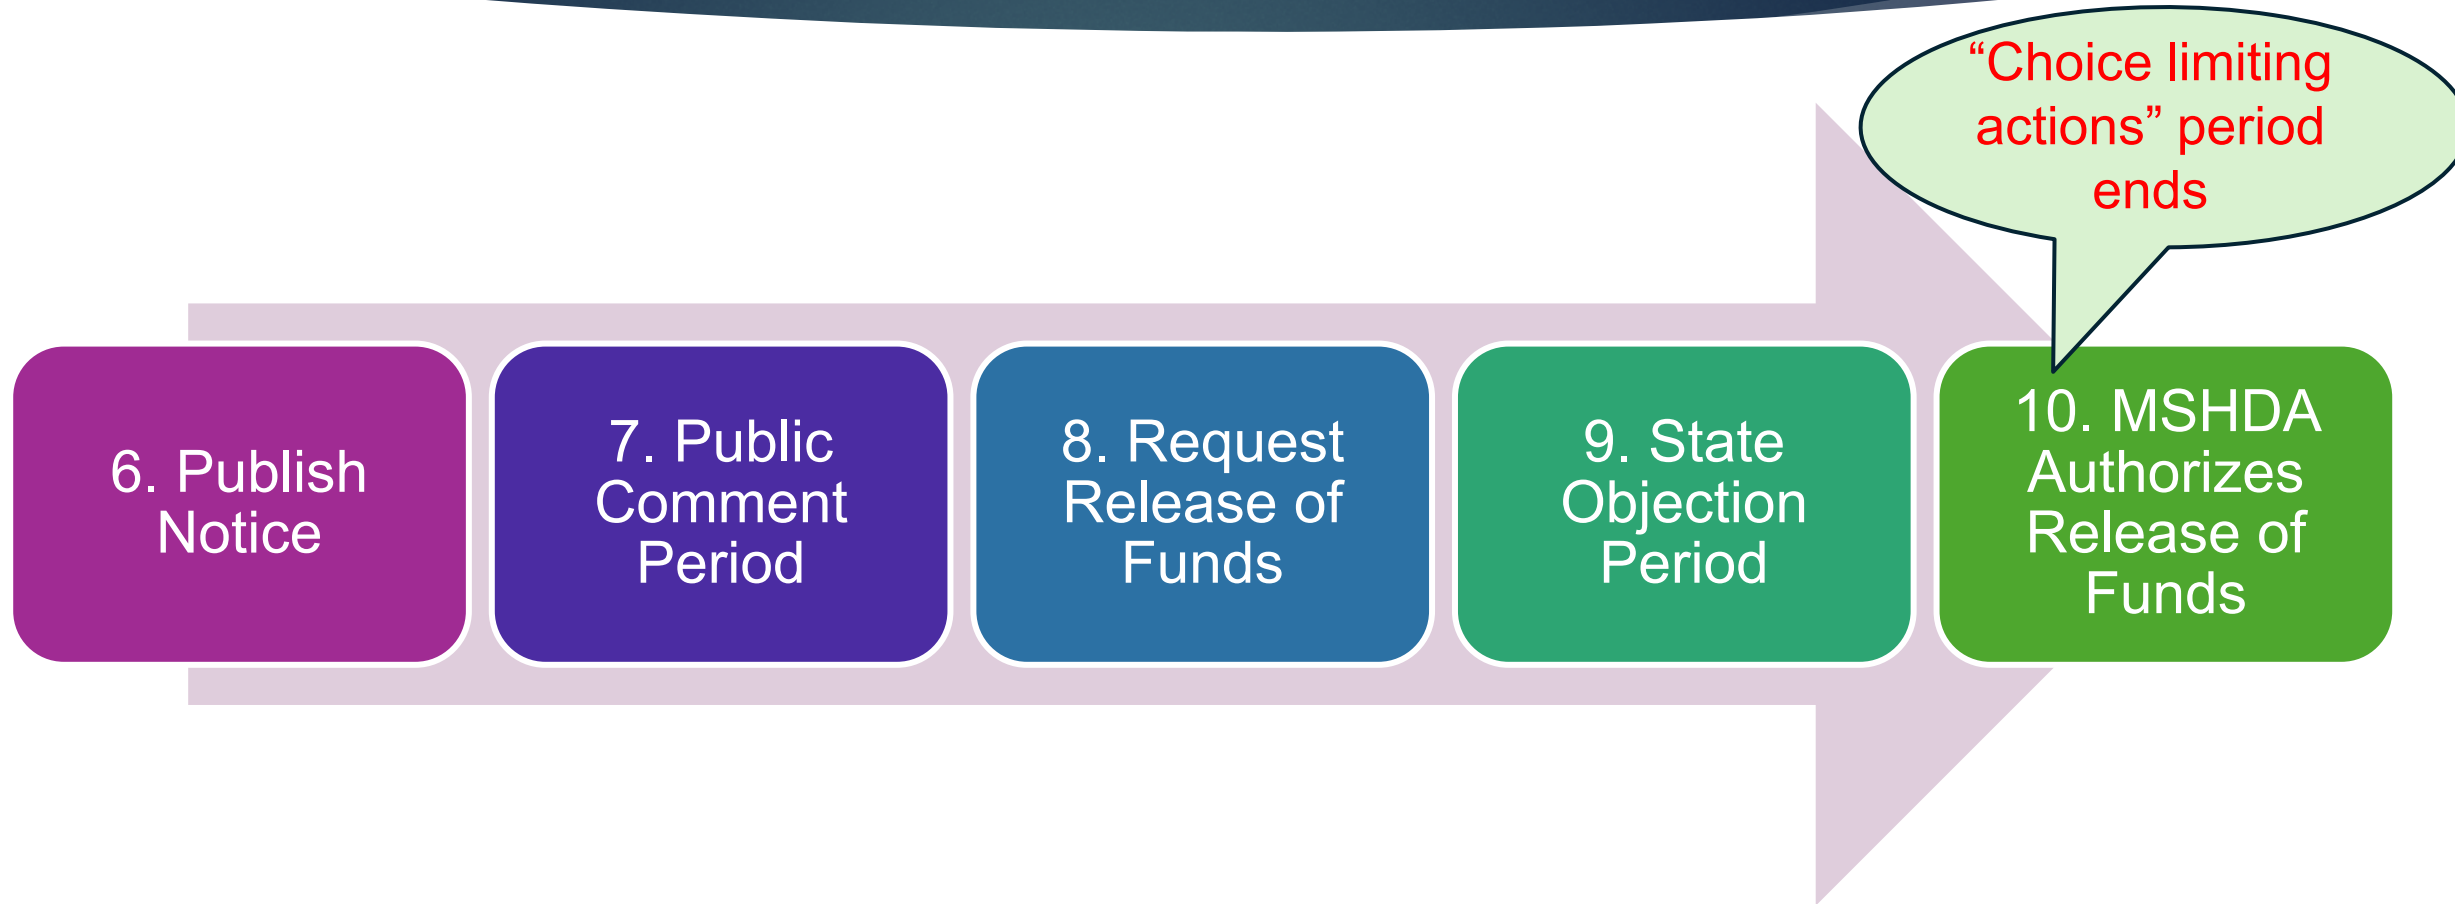 “Choice limiting
actions” period
ends
6. Publish
Notice
7. Public
Comment
Period
8. Request
Release of
Funds
9. State
Objection
Period
10. MSHDA
Authorizes
Release of
Funds